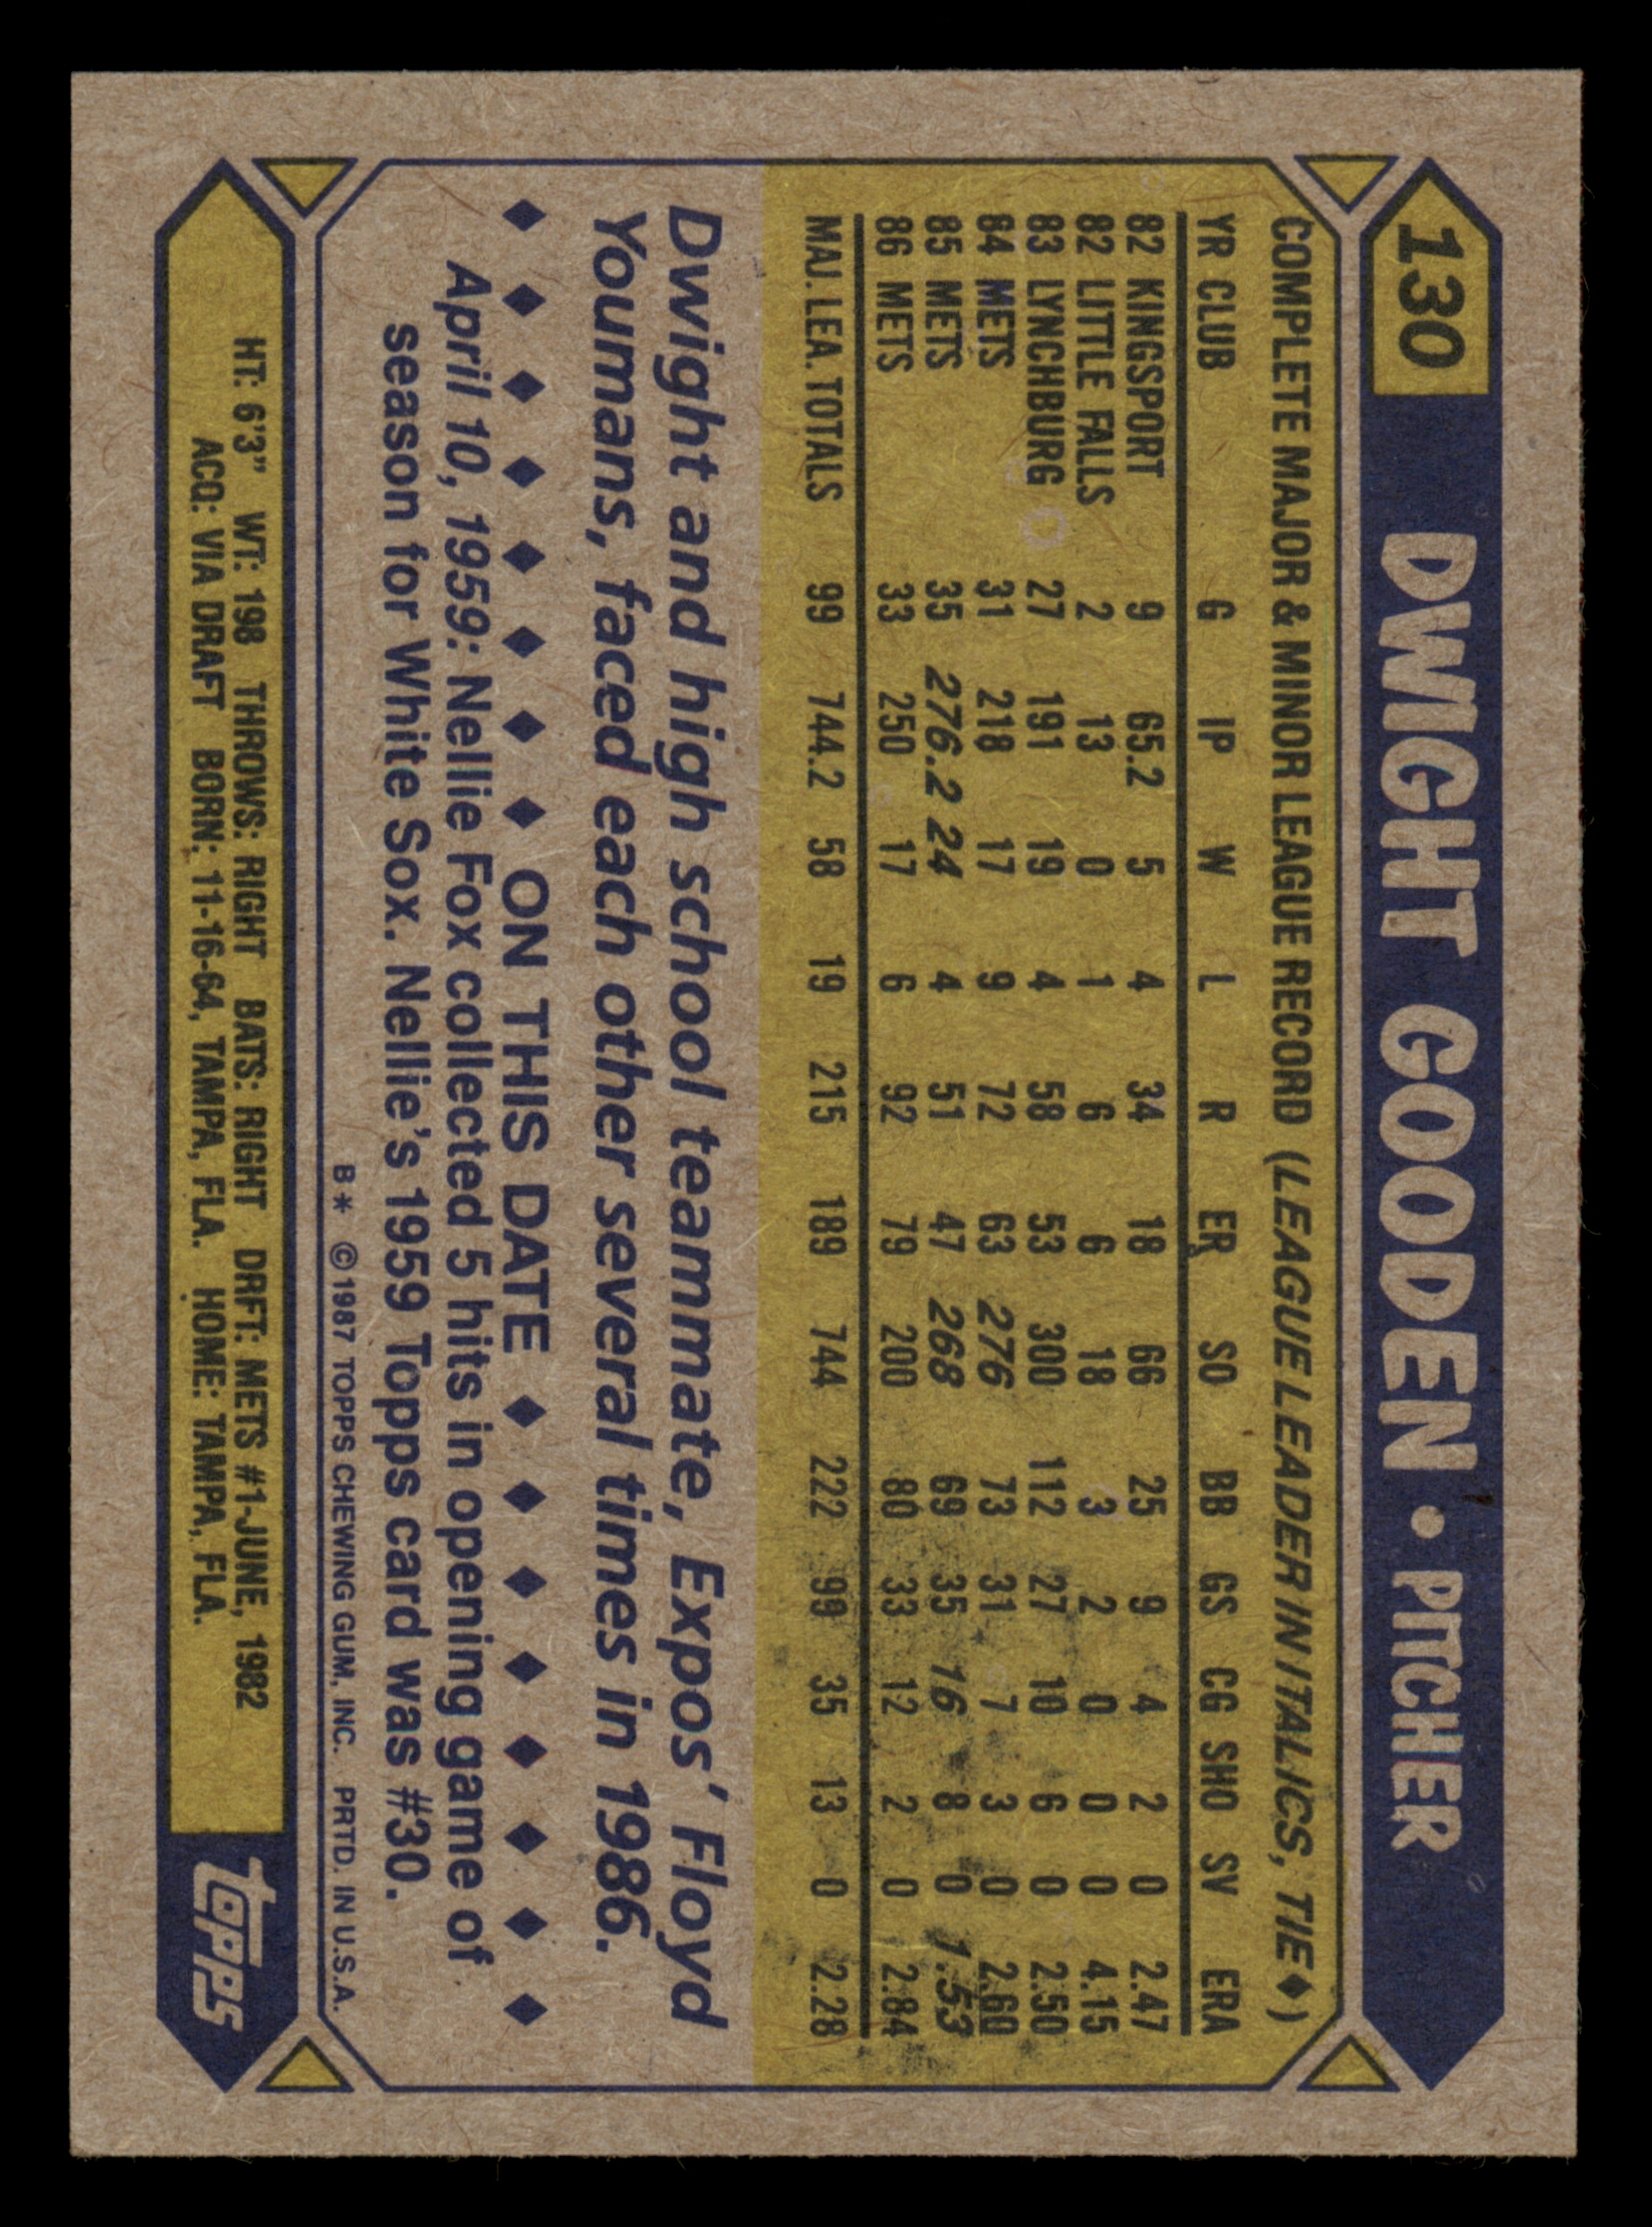 130 DWIGHT GOODEN • PITCHER
COMPLETE MAJOR & MINOR LEAGUE RECORD (LEAGUE LEADER IN ITALICS, TIE♦)
YR CLUB G IP W L R ER SO BB GS CG SHO SV ERA
82 KINGSPORT 9 65.2 5 4 34 18 66 25 9 4 2 0 2.47
82 LITTLE FALLS 2 13 0 1 6 6 18 3 2 0 0 0 4.15
83 LYNCHBURG 27 191 19 4 58 53 300 112 27 10 6 0 2.50
84 METS 31 218 17 9 72 63 276 73 31 7 3 0 2.60
85 METS 35 276.2 24 4 51 47 268 69 35 16 8 0 1.53
86 METS 33 250 17 6 92 79 200 80 33 12 2 0 2.84
MAJ. LEA. TOTALS 99 744.2 58 19 215 189 744 222 99 35 13 0 2.28
Dwight and high school teammate, Expos' Floyd
Youmans, faced each other several times in 1986.
♦ ♦ ♦ ♦ ♦ ♦ ♦ ♦ ON THIS DATE ♦ ♦ ♦ ♦ ♦ ♦ ♦ ♦
April 10, 1959: Nellie Fox collected 5 hits in opening game of
season for White Sox. Nellie's 1959 Topps card was #30.
B* ©1987 TOPPS CHEWING GUM, INC. PRTD. IN U.S.A.
HT: 6'3" WT: 198 THROWS: RIGHT BATS: RIGHT DRFT: METS #1-JUNE, 1982
ACQ: VIA DRAFT BORN: 11-16-64, TAMPA, FLA. HOME: TAMPA, FLA.
TOPPS